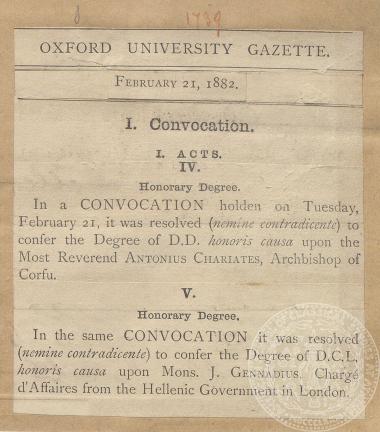 1739
OXFORD UNIVERSITY GAZETTE.
FEBRUARY 21, 1882.
I. Convocation.
I. ACTS.
IV.
Honorary Degree.
In a CONVOCATION holden on Tuesday,
February 21, it was resolved (nemine contradicente) to
confer the Degree of D.D. honoris causa upon the
Most Reverend ANTONIUS CHARIATES, Archbishop of
Corfu.
V.
Honorary Degree.
In the same CONVOCATION it was resolved
(nemine contradicente) to confer the Degree of D.C.L.
honoris causa upon Mons. J. GENNADIUS. Chargé
d'Affaires from the Hellenic Government in London.